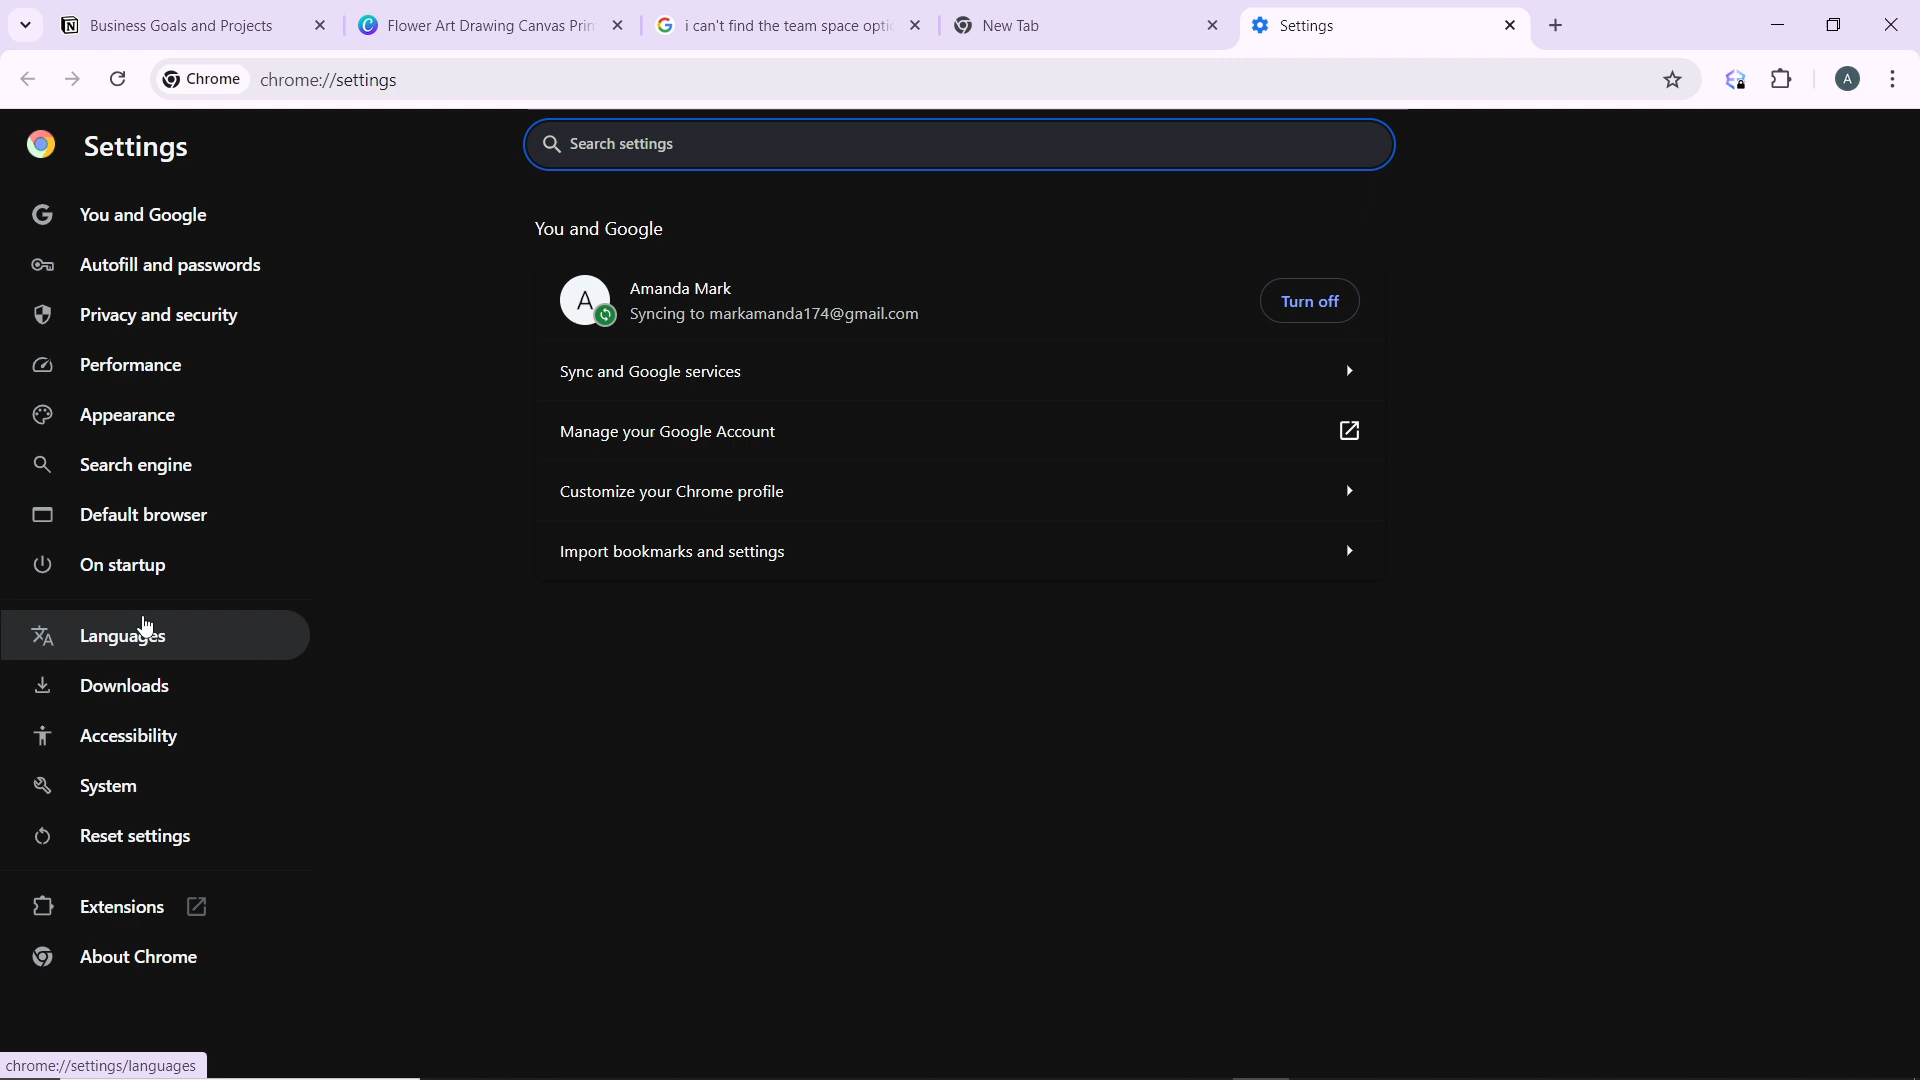 Business Goals and Projects
Flower Art Drawing Canvas Prin
i can't find the team space optic
New Tab
Settings
Chrome
chrome://settings
A
Settings
Search settings
You and Google
Autofill and passwords
Privacy and security
Performance
Appearance
Search engine
Default browser
On startup
Languages
Downloads
Accessibility
System
Reset settings
Extensions
About Chrome
You and Google
A
Amanda Mark
Syncing to markamanda174@gmail.com
Turn off
Sync and Google services
Manage your Google Account
Customize your Chrome profile
Import bookmarks and settings
chrome://settings/languages